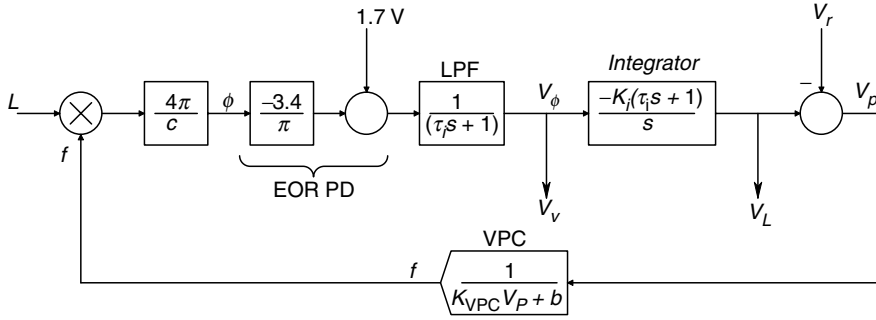 1.7 V
V_r
LPF
Integrator
L
4π
c
ϕ
−3.4
π
1
(τ_i s + 1)
V_ϕ
−K_i(τ_i s + 1)
s
−
V_p
f
EOR PD
V_v
V_L
VPC
f
1
K_VPC V_P + b